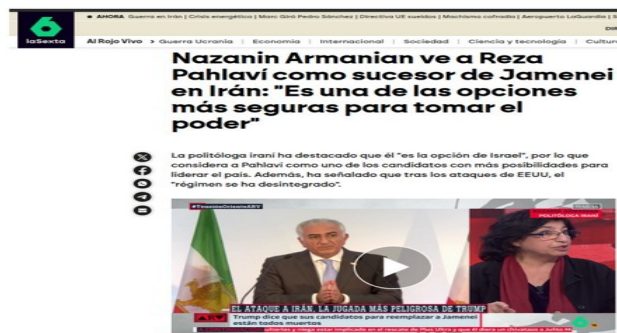 laSexta
AHORA Guerra en Irán | Crisis energético | Marc Giró Pedro Sánchez | Directiva UE sueldos | Machismo cofradía | Aeropuerto LaGuardia |
Al Rojo Vivo > Guerra Ucrania | Economía | Internacional | Sociedad | Ciencia y tecnología | Cultur
Nazanin Armanian ve a Reza
Pahlaví como sucesor de Jamenei
en Irán: "Es una de las opciones
más seguras para tomar el
poder"
La politóloga iraní ha destacado que él "es la opción de Israel", por lo que
considera a Pahlaví como uno de los candidatos con más posibilidades para
liderar el país. Además, ha señalado que tras los ataques de EEUU, el
"régimen se ha desintegrado".
POLITÓLOGA IRANÍ
EL ATAQUE A IRÁN, LA JUGADA MÁS PELIGROSA DE TRUMP
ARV
Trump dice que sus candidatos para reemplazar a Jamenei
están todos muertos